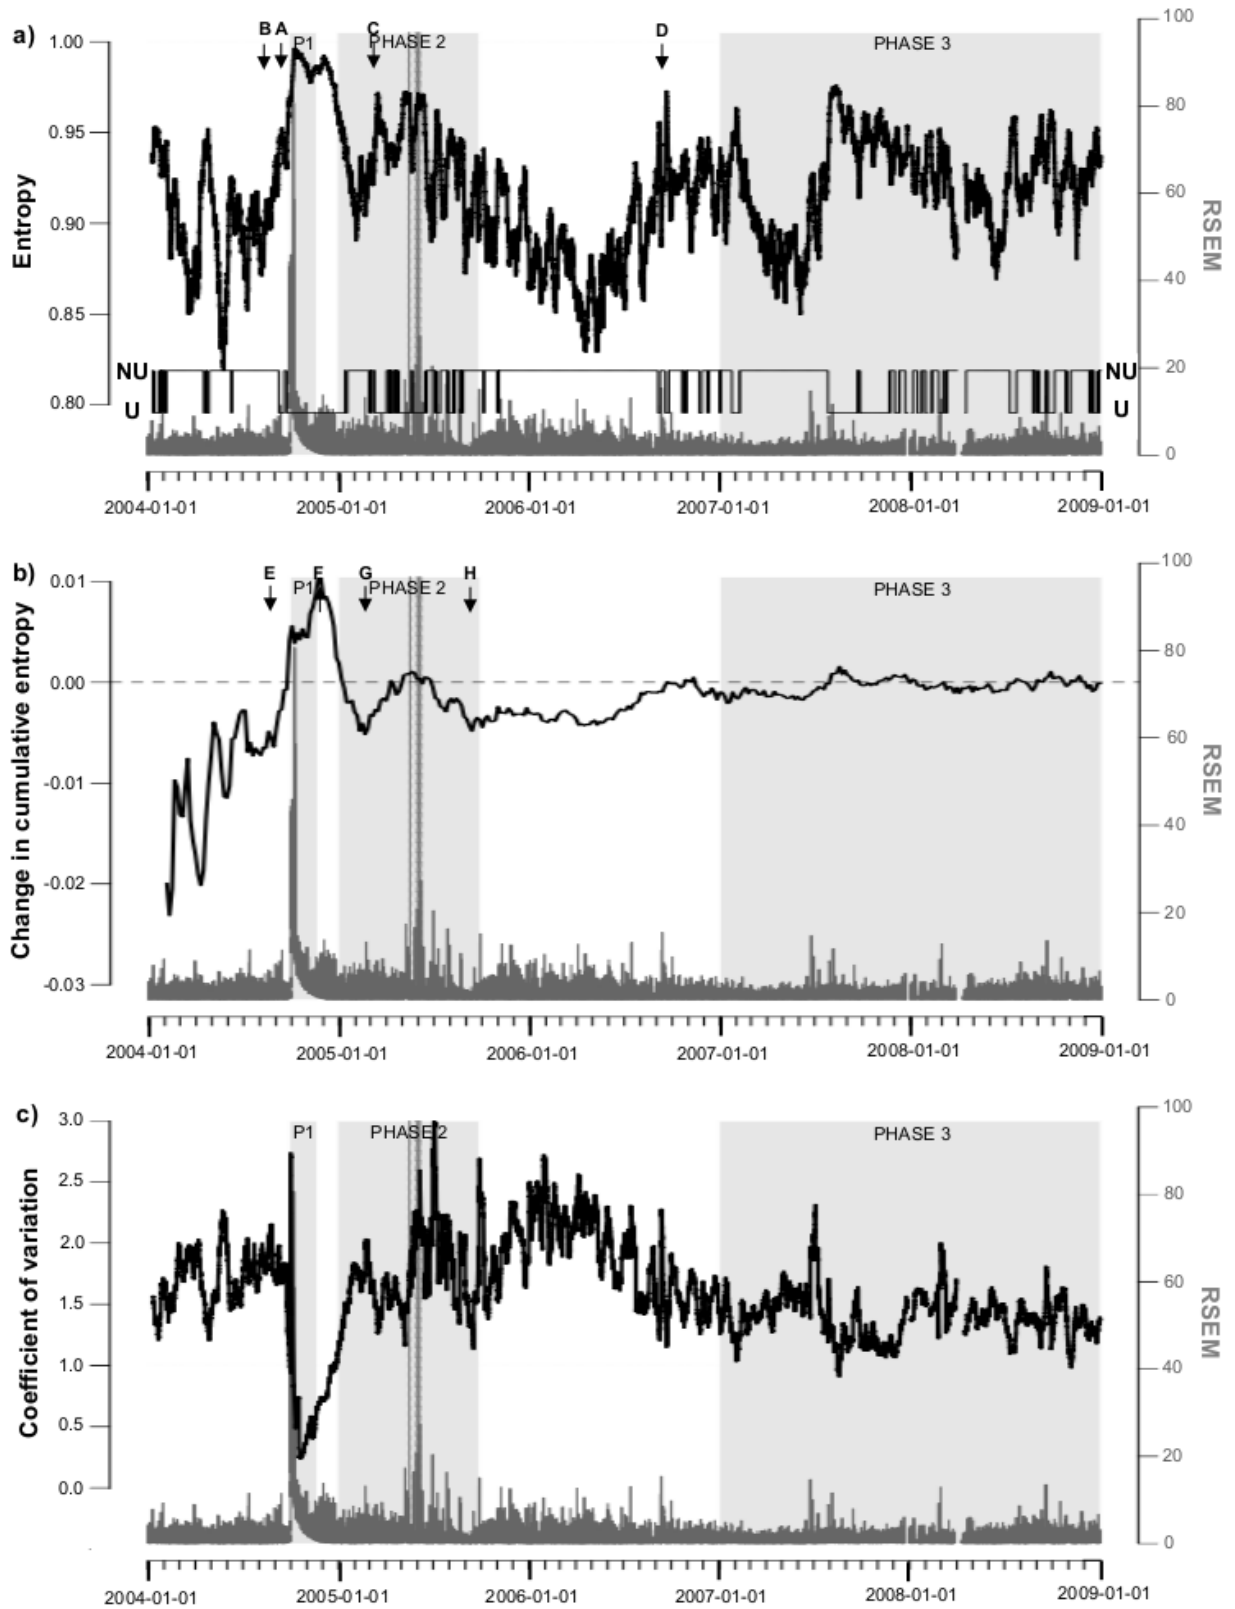 a)
B A C D
P1 PHASE 2 PHASE 3
1.00
0.95
0.90
0.85
0.80
Entropy
NU
U
NU
U
100
80
60
40
20
0
RSEM
2004-01-01 2005-01-01 2006-01-01 2007-01-01 2008-01-01 2009-01-01
b)
E F G H
P1 PHASE 2 PHASE 3
0.01
0.00
-0.01
-0.02
-0.03
Change in cumulative entropy
100
80
60
40
20
0
RSEM
2004-01-01 2005-01-01 2006-01-01 2007-01-01 2008-01-01 2009-01-01
c)
P1 PHASE 2 PHASE 3
3.0
2.5
2.0
1.5
1.0
0.5
0.0
Coefficient of variation
100
80
60
40
20
0
RSEM
2004-01-01 2005-01-01 2006-01-01 2007-01-01 2008-01-01 2009-01-01